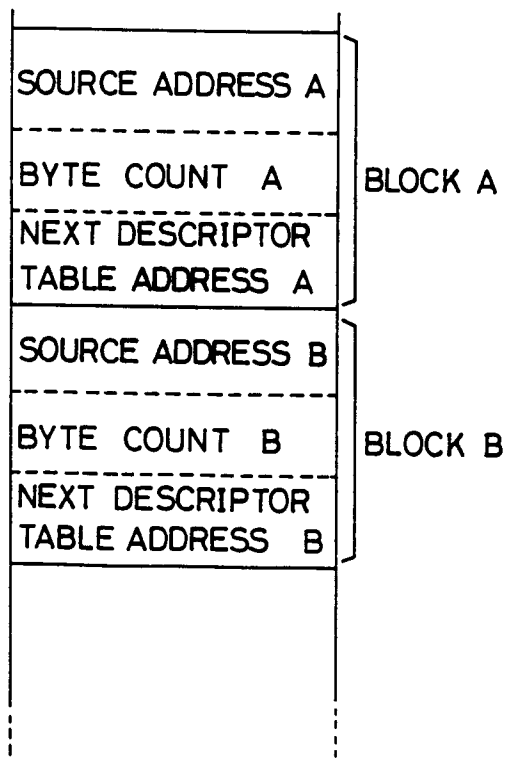 SOURCE ADDRESS A
BYTE COUNT A
BLOCK A
NEXT DESCRIPTOR
TABLE ADDRESS A
SOURCE ADDRESS B
BYTE COUNT B
BLOCK B
NEXT DESCRIPTOR
TABLE ADDRESS B